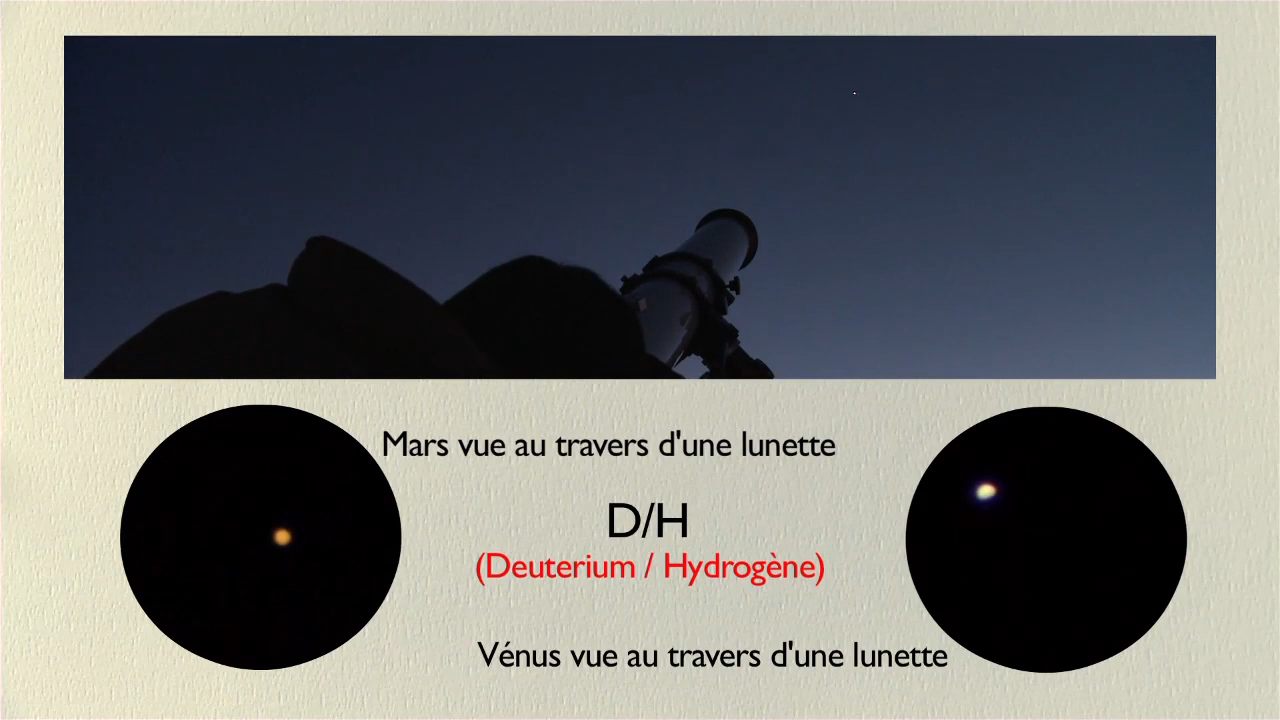 Mars vue au travers d'une lunette
D/H
(Deuterium / Hydrogène)
Vénus vue au travers d'une lunette